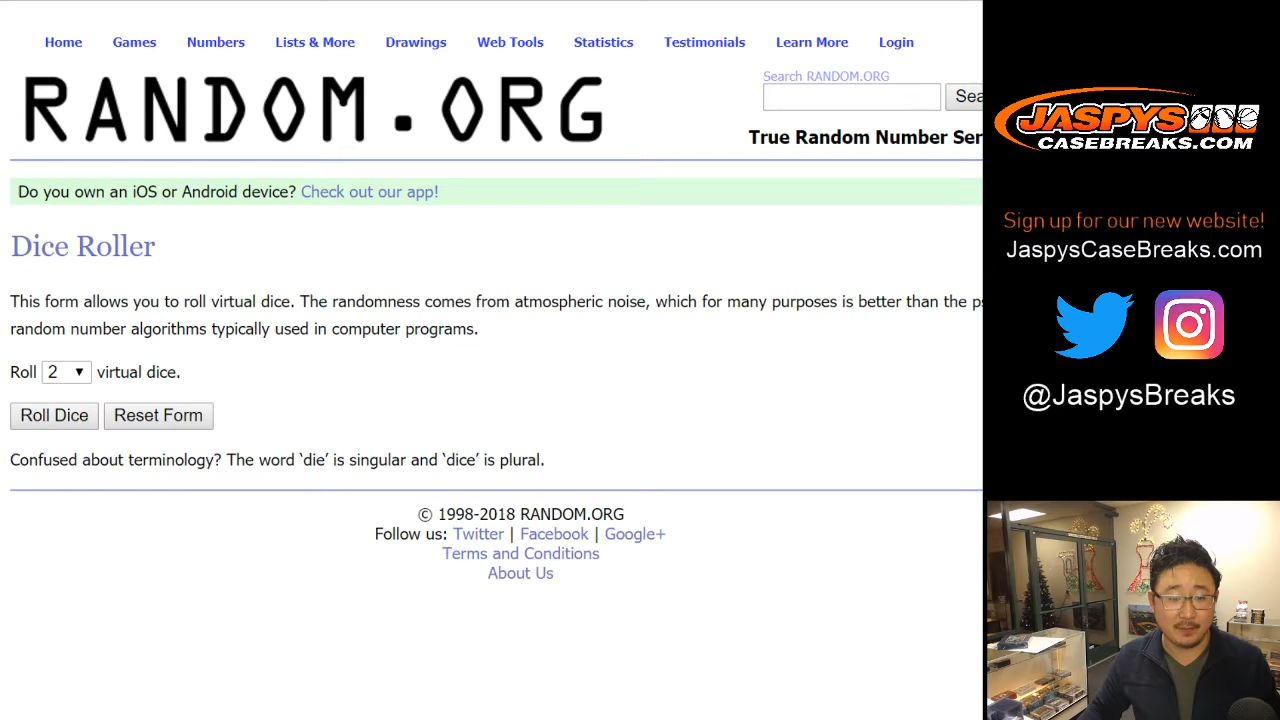 Home Games Numbers Lists & More Drawings Web Tools Statistics Testimonials Learn More Login
RANDOM.ORG
Search RANDOM.ORG
Sea
True Random Number Ser
Do you own an iOS or Android device? Check out our app!
Dice Roller
This form allows you to roll virtual dice. The randomness comes from atmospheric noise, which for many purposes is better than the ps
random number algorithms typically used in computer programs.
Roll 2 virtual dice.
Roll Dice Reset Form
Confused about terminology? The word ‘die’ is singular and ‘dice’ is plural.
© 1998-2018 RANDOM.ORG
Follow us: Twitter | Facebook | Google+
Terms and Conditions
About Us
JASPYS
CASEBREAKS.COM
Sign up for our new website!
JaspysCaseBreaks.com
@JaspysBreaks